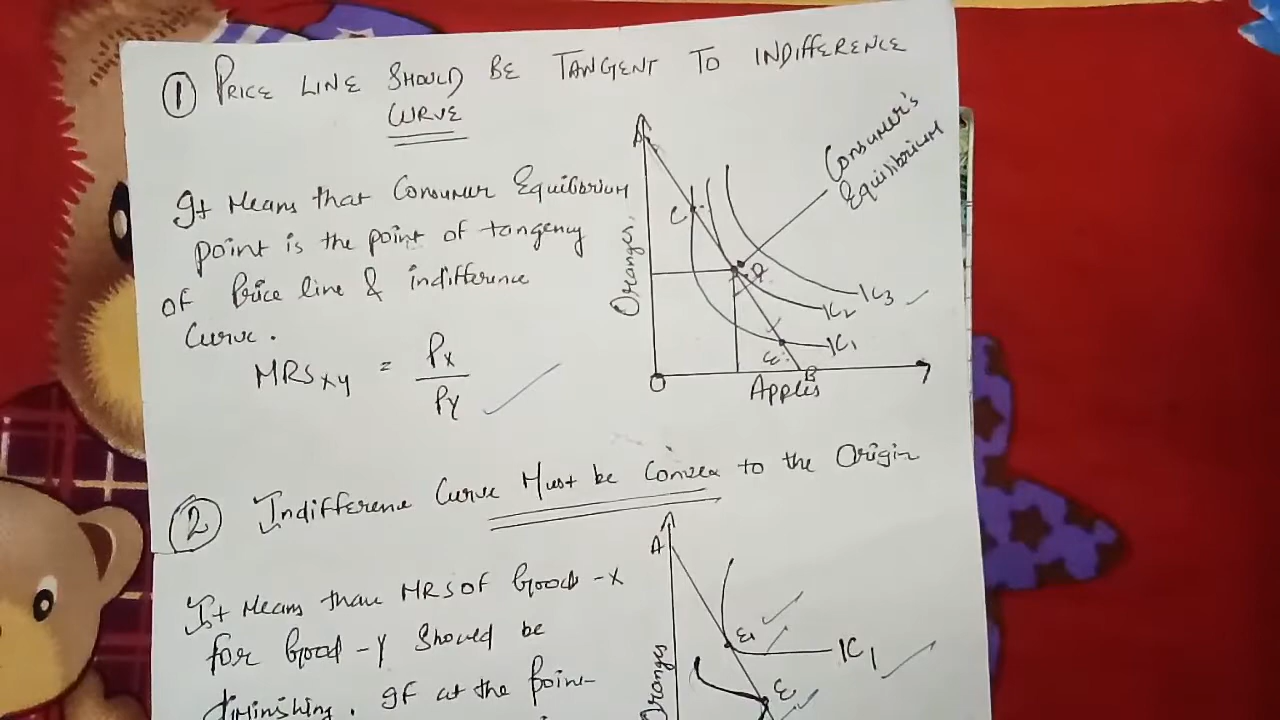 1 PRICE LINE SHOULD BE TANGENT TO INDIFFERENCE
CURVE
It Means that Consumer Equilibrium
point is the point of tangency
of Price line & indifference
Curve.
MRSxy = Px
Py
A
C
Oranges
Consumer's
Equilibrium
IC3
IC2
IC1
E
O
B
Apples
2 Indifference Curve Must be Convex to the Origin
It Means than MRS OF Good -X
for Good -Y Should be
diminishing. If at the Poin-
A
E1
IC1
E
Oranges